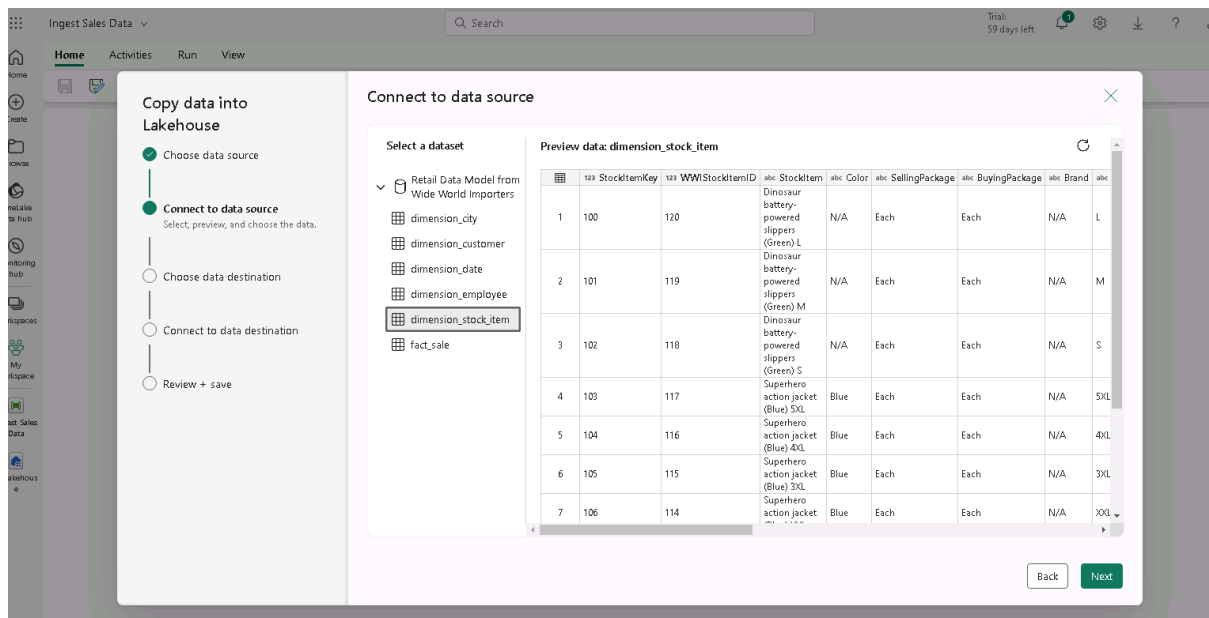 Ingest Sales Data
Search
Trial:
59 days left
1
?
Home
Activities
Run
View
Home
My
Data
e
Copy data into
Lakehouse
Choose data source
Connect to data source
Select, preview, and choose the data.
Choose data destination
Connect to data destination
Review + save
Connect to data source
Select a dataset
Retail Data Model from
Wide World Importers
dimension_city
dimension_customer
dimension_date
dimension_employee
dimension_stock_item
fact_sale
Preview data: dimension_stock_item
123 StockItemKey 123 WWIStockItemID abc StockItem abc Color abc SellingPackage abc BuyingPackage abc Brand abc
1 100 120 Dinosaur battery-powered slippers (Green) L N/A Each Each N/A L
2 101 119 Dinosaur battery-powered slippers (Green) M N/A Each Each N/A M
3 102 118 Dinosaur battery-powered slippers (Green) S N/A Each Each N/A S
4 103 117 Superhero action jacket (Blue) 5XL Blue Each Each N/A 5XL
5 104 116 Superhero action jacket (Blue) 4XL Blue Each Each N/A 4XL
6 105 115 Superhero action jacket (Blue) 3XL Blue Each Each N/A 3XL
7 106 114 Superhero action jacket Blue Each Each N/A XXL
Back
Next